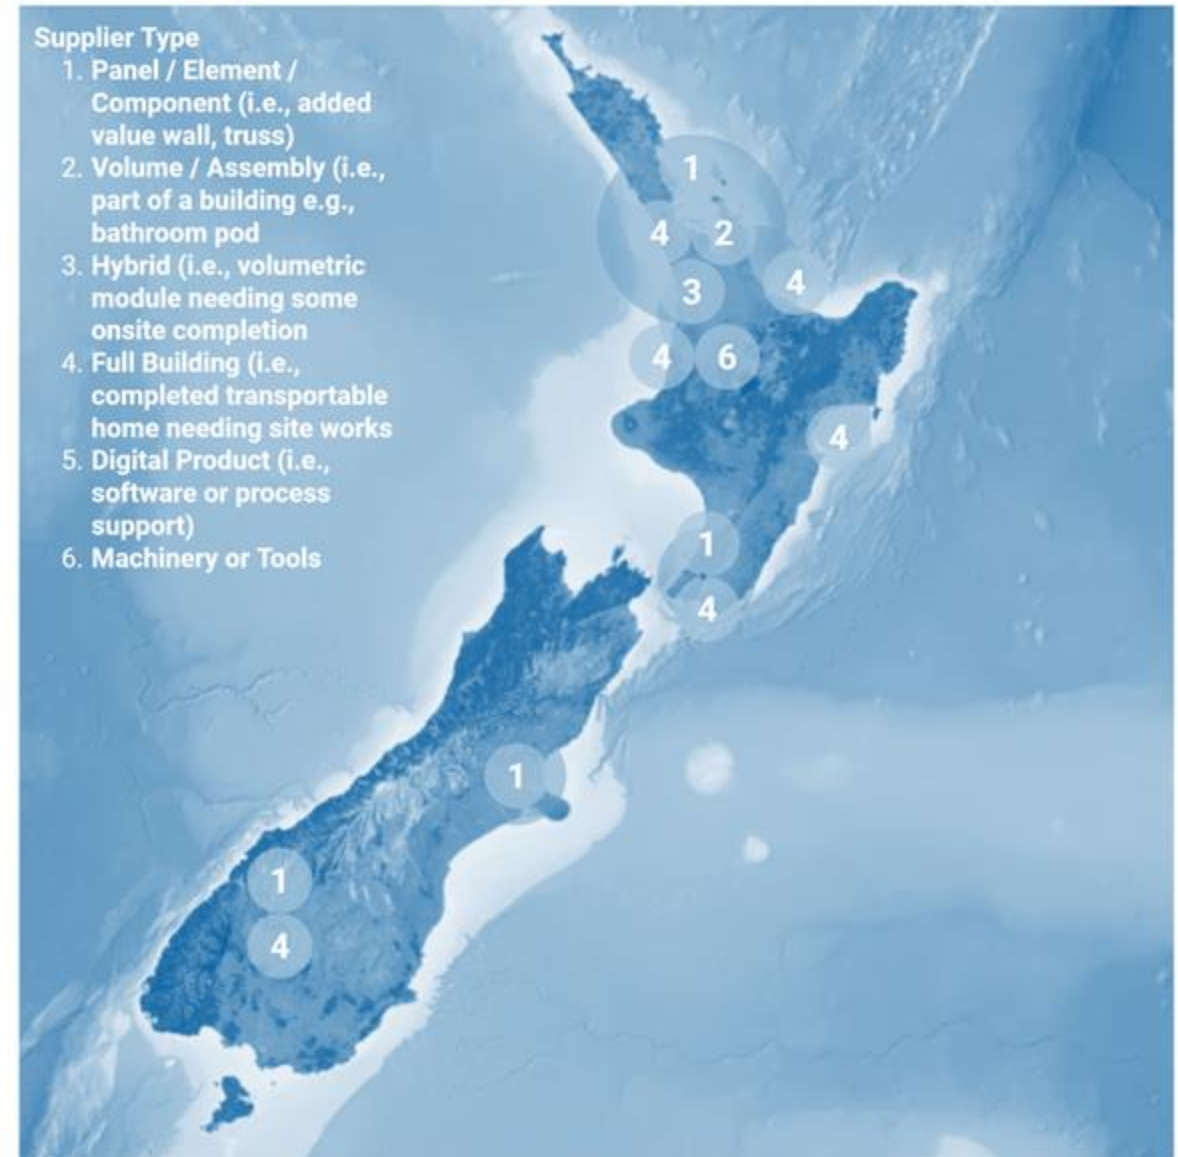 Supplier Type
1. Panel / Element /
Component (i.e., added
value wall, truss)
2. Volume / Assembly (i.e.,
part of a building e.g.,
bathroom pod
3. Hybrid (i.e., volumetric
module needing some
onsite completion
4. Full Building (i.e.,
completed transportable
home needing site works
5. Digital Product (i.e.,
software or process
support)
6. Machinery or Tools
1
4 2
3 4
4 6
4
1
4
1
1
4